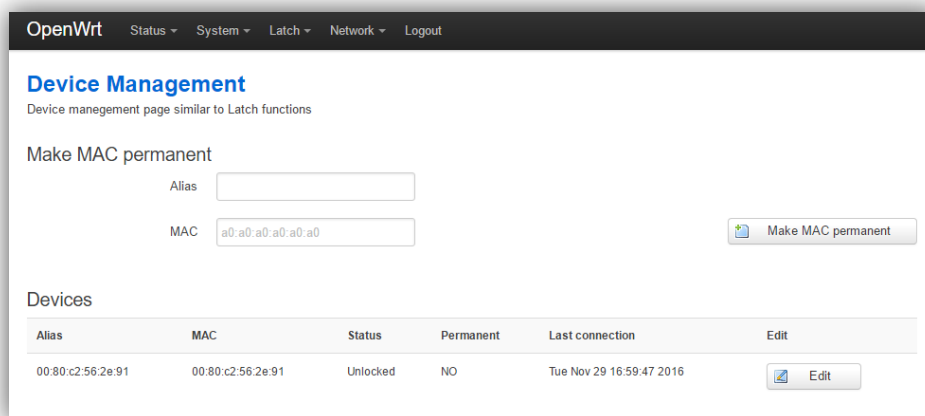 OpenWrt Status System Latch Network Logout
Device Management
Device manegement page similar to Latch functions
Make MAC permanent
Alias
MAC a0:a0:a0:a0:a0:a0 Make MAC permanent
Devices
Alias MAC Status Permanent Last connection Edit
00:80:c2:56:2e:91 00:80:c2:56:2e:91 Unlocked NO Tue Nov 29 16:59:47 2016 Edit